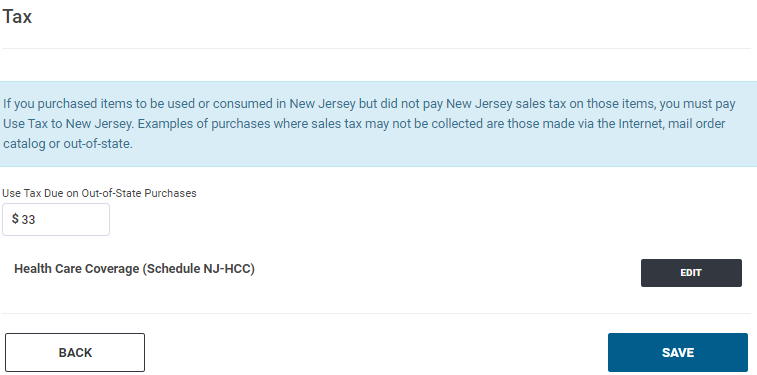 Tax
If you purchased items to be used or consumed in New Jersey but did not pay New Jersey sales tax on those items, you must pay
Use Tax to New Jersey. Examples of purchases where sales tax may not be collected are those made via the Internet, mail order
catalog or out-of-state.
Use Tax Due on Out-of-State Purchases
$ 33
Health Care Coverage (Schedule NJ-HCC)
EDIT
BACK
SAVE